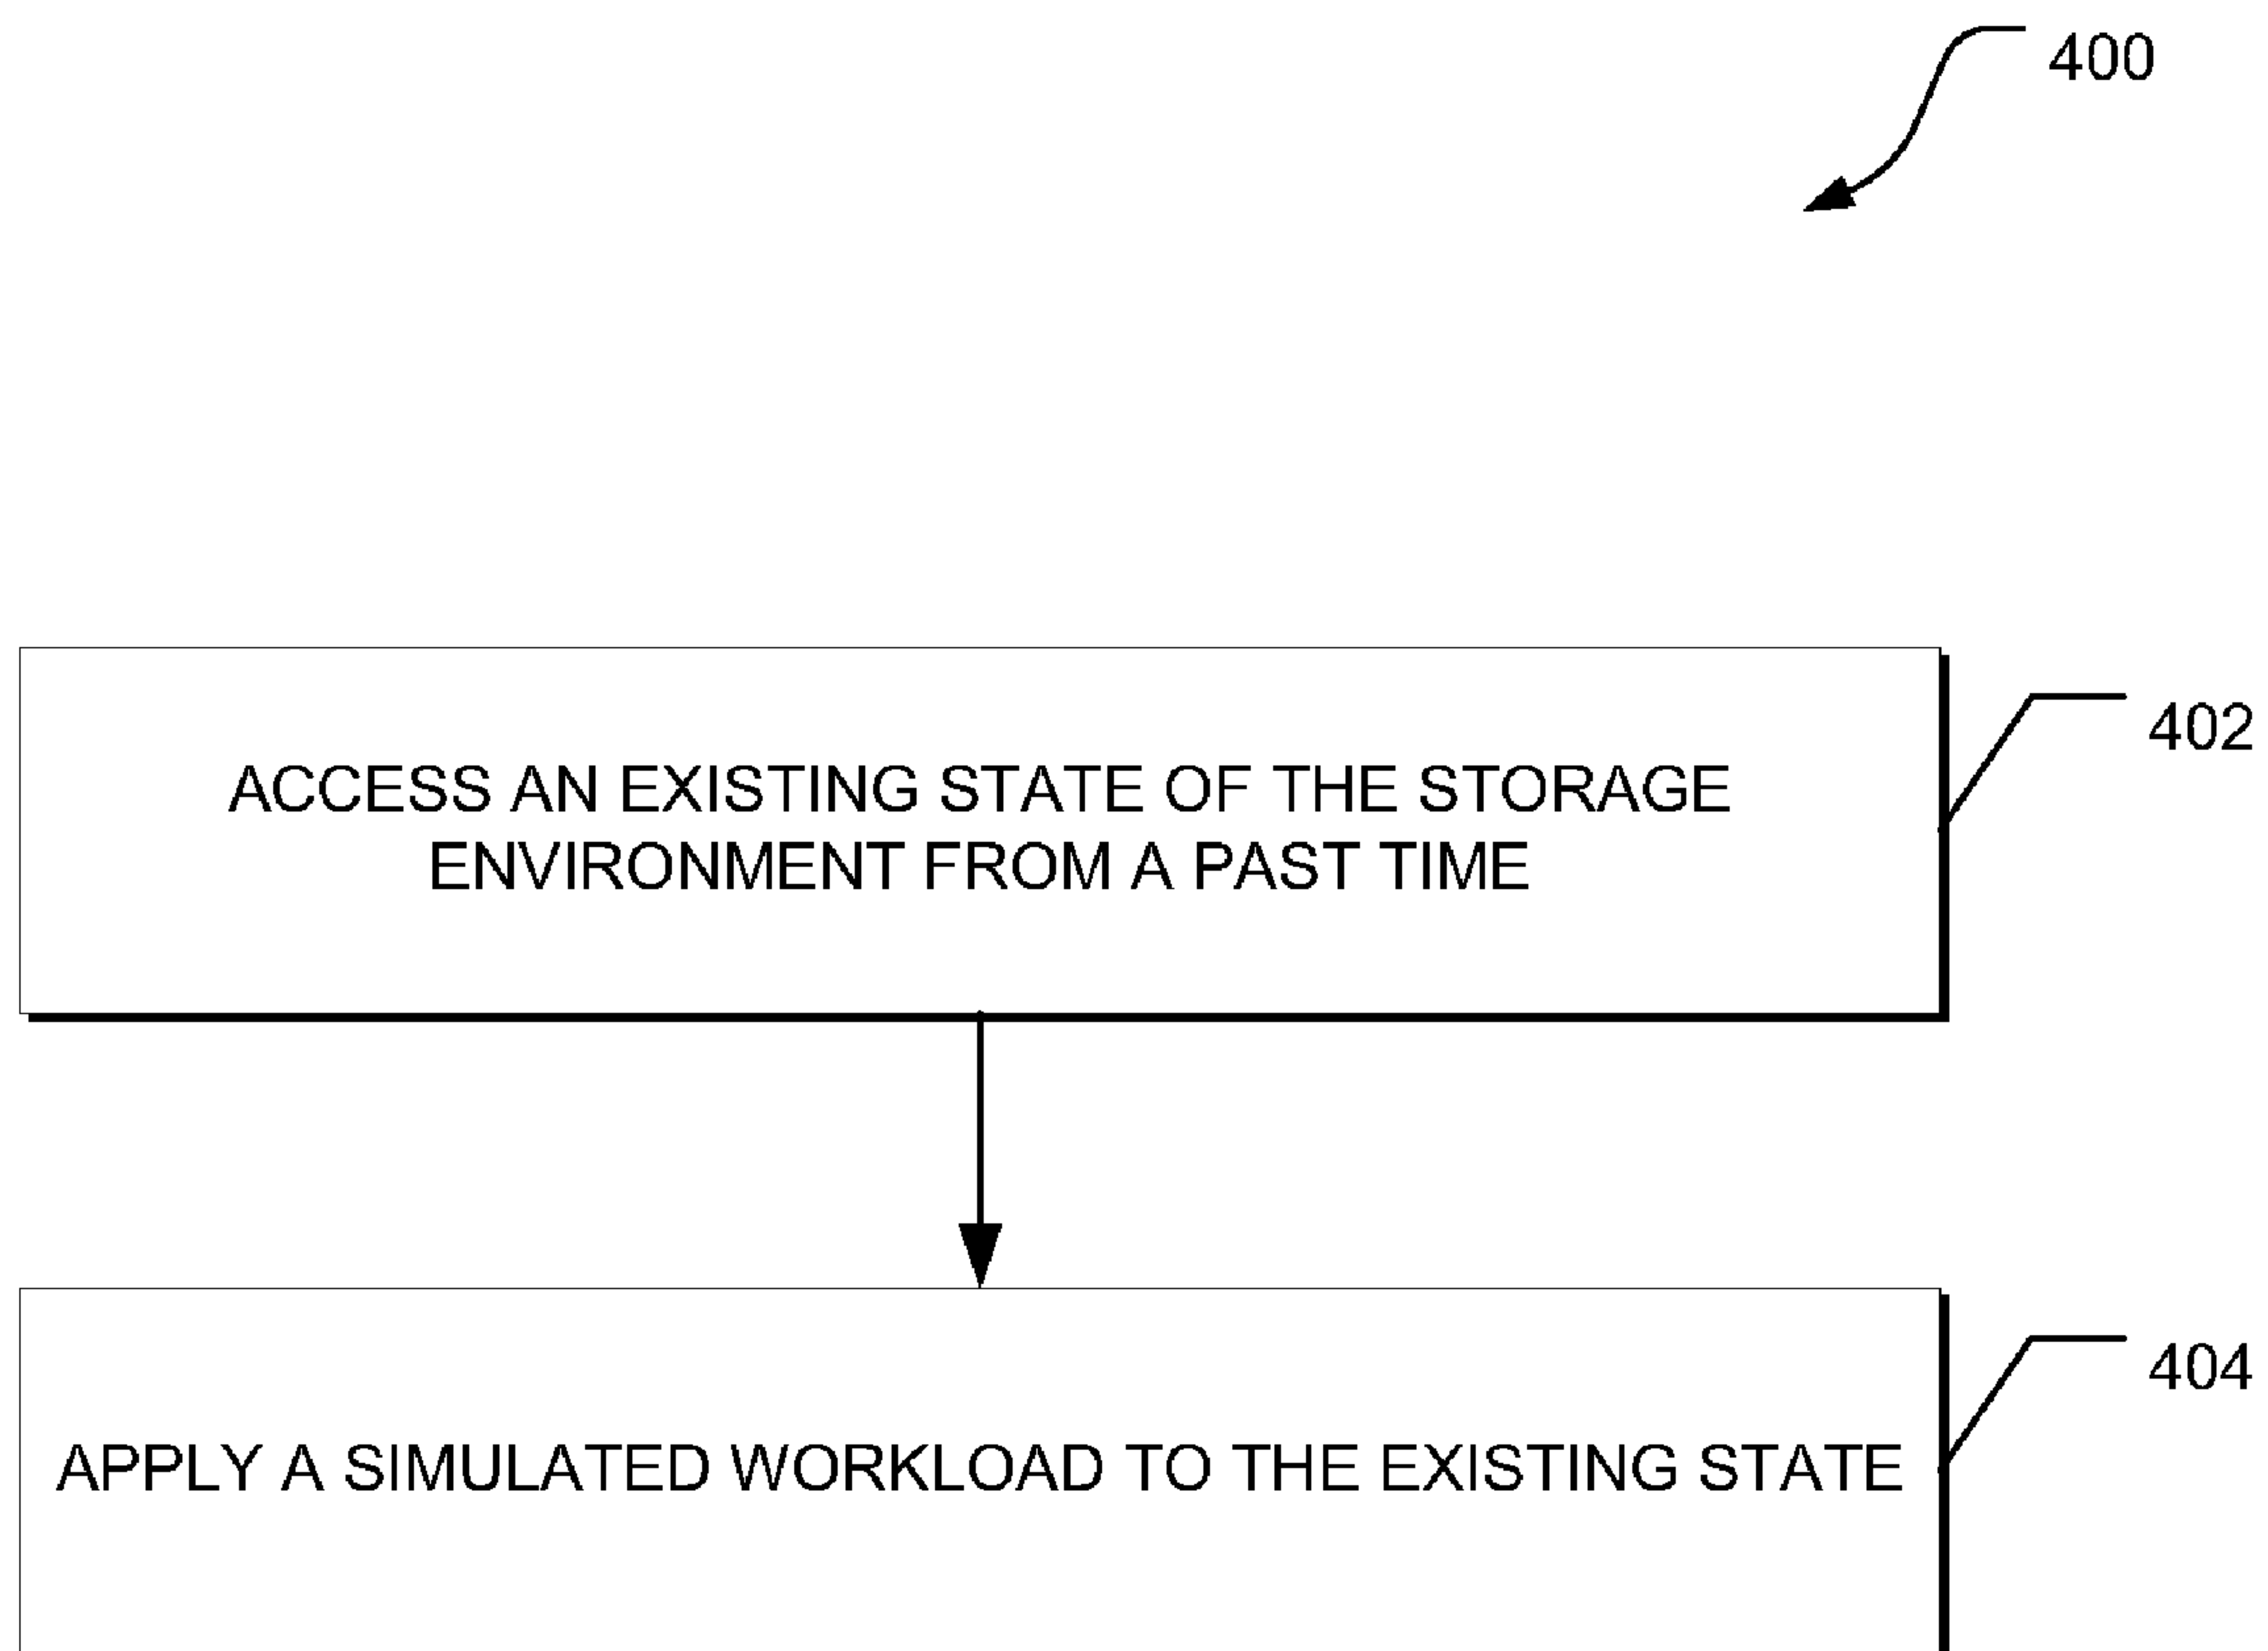 400
402
ACCESS AN EXISTING STATE OF THE STORAGE
ENVIRONMENT FROM A PAST TIME
404
APPLY A SIMULATED WORKLOAD TO THE EXISTING STATE